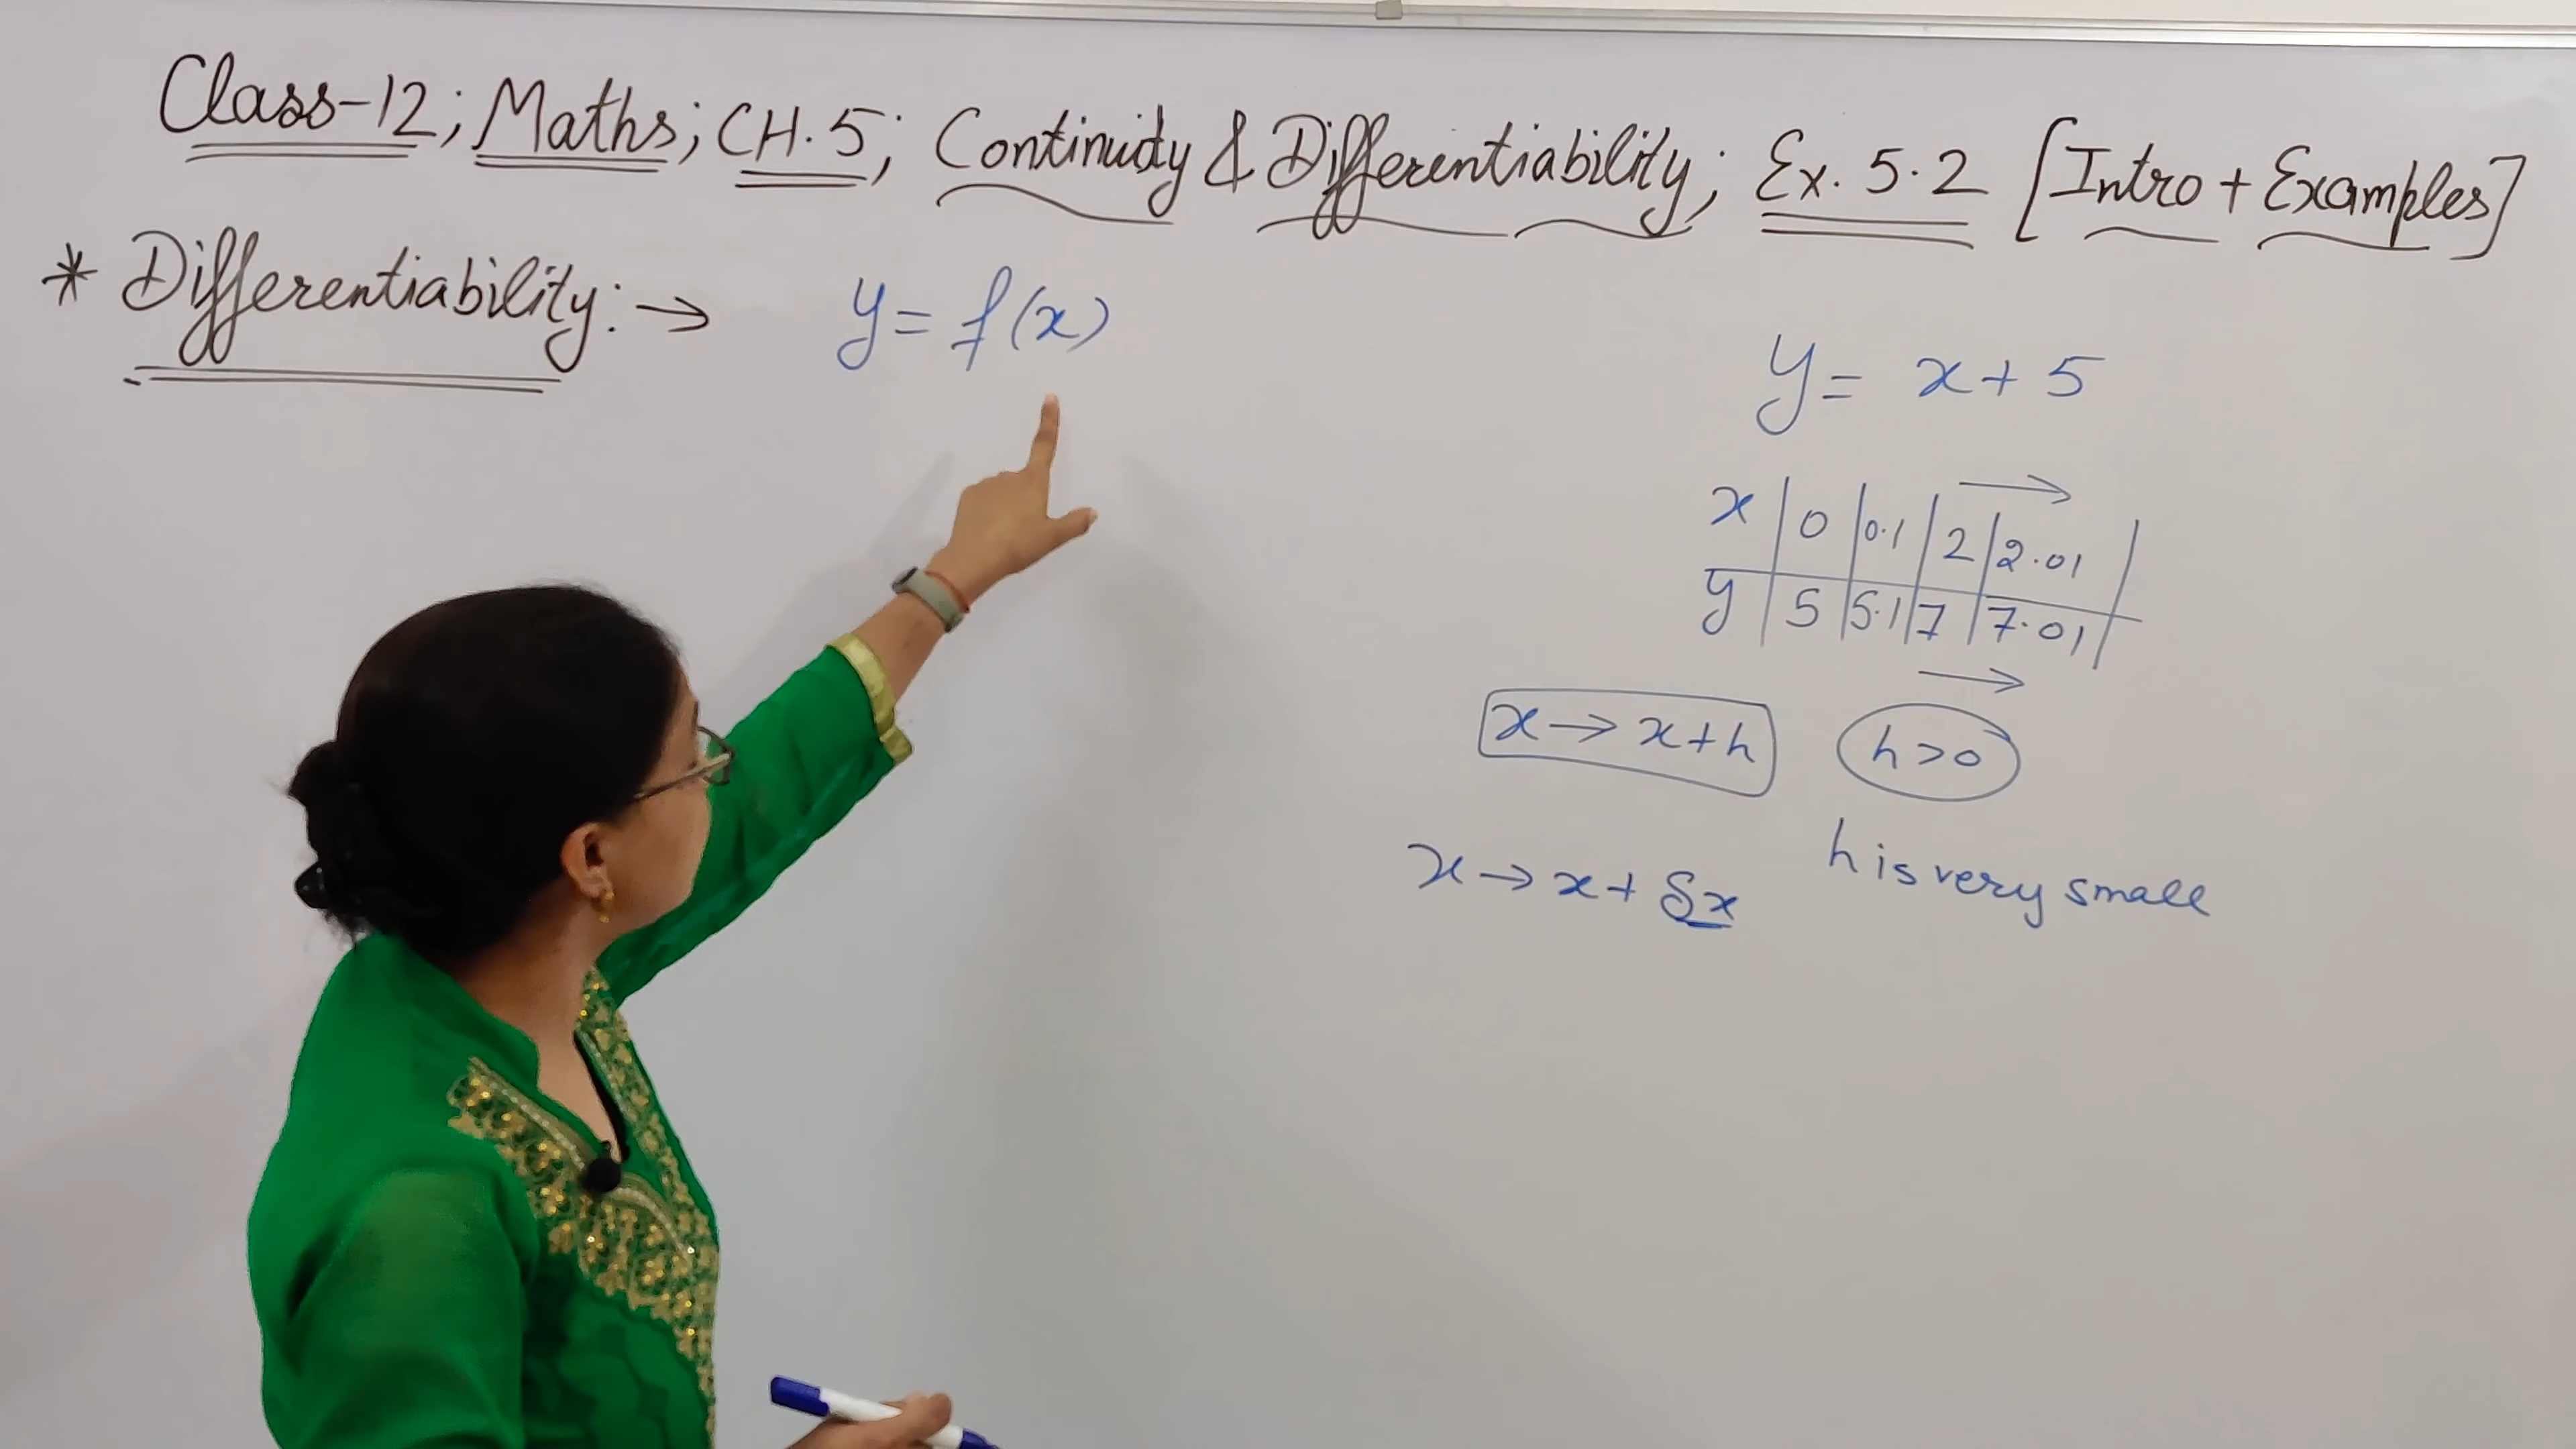 Class-12; Maths; CH.5; Continuity & Differentiability; Ex. 5.2 [Intro + Examples]
* Differentiability:→ y = f(x)
y = x + 5
x | 0 | 0.1 | 2 | 2.01 |
y | 5 | 5.1 | 7 | 7.01 |
x → x+h h>0
x → x + δx h is very small